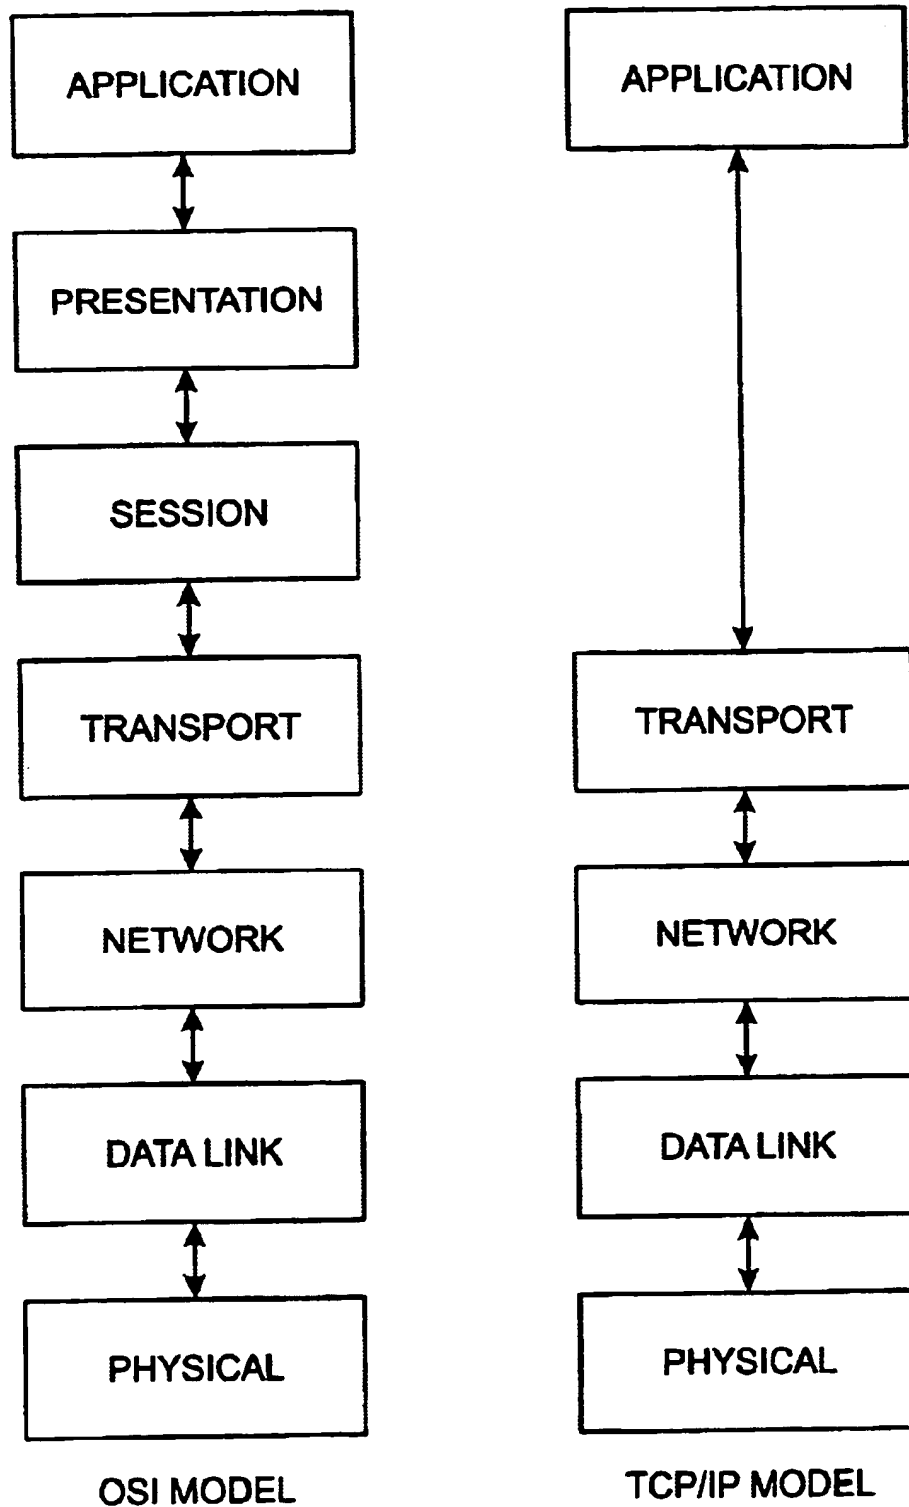 APPLICATION
PRESENTATION
SESSION
TRANSPORT
NETWORK
DATA LINK
PHYSICAL
OSI MODEL
APPLICATION
TRANSPORT
NETWORK
DATA LINK
PHYSICAL
TCP/IP MODEL